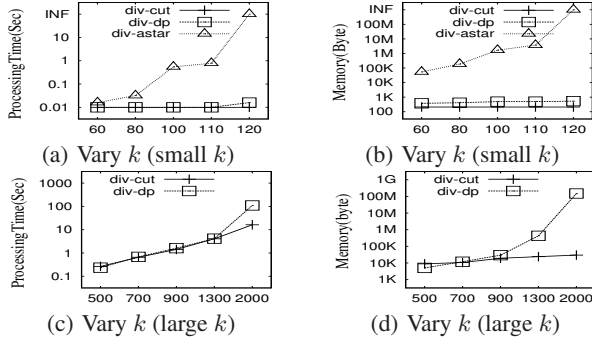 ProcessingTime(Sec)
INF
10
1
0.1
0.01
div-cut
div-dp
div-astar
60 80 100 110 120
(a) Vary k (small k)
Memory(Byte)
INF
100M
10M
1M
100K
10K
1K
100
div-cut
div-dp
div-astar
60 80 100 110 120
(b) Vary k (small k)
ProcessingTime(Sec)
1000
100
10
1
0.1
div-cut
div-dp
500 700 900 1300 2000
(c) Vary k (large k)
Memory(byte)
1G
100M
10M
1M
100K
10K
1K
div-cut
div-dp
500 700 900 1300 2000
(d) Vary k (large k)